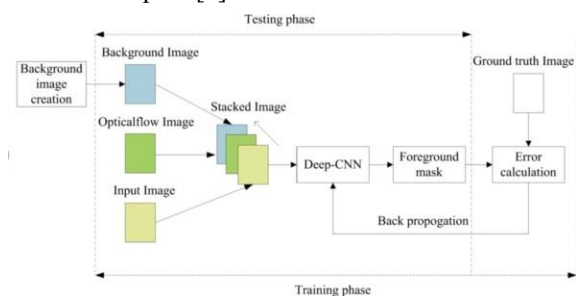 Testing phase
Background Image
Ground truth Image
Background
image
creation
Stacked Image
Opticalflow Image
Deep-CNN
Foreground
mask
Error
calculation
Input Image
Back propogation
Training phase